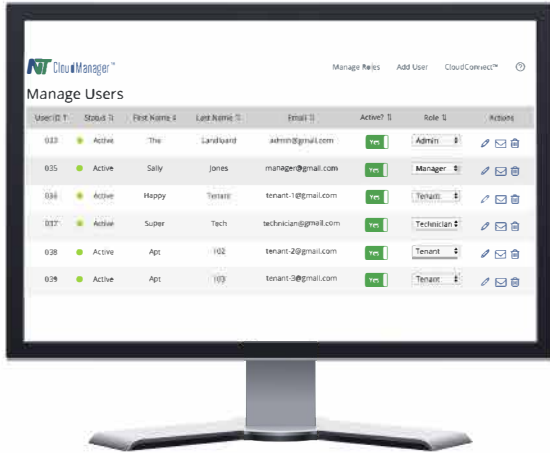 NT CloudManager™
Manage Roles Add User CloudConnect™ ?
Manage Users
User ID Status First Name Last Name Email Active? Role Actions
033 Active The Landloard admin@gmail.com Yes Admin
035 Active Sally Jones manager@gmail.com Yes Manager
036 Active Happy Tenant tenant-1@gmail.com Yes Tenant
037 Active Super Tech technician@gmail.com Yes Technician
038 Active Apt 102 tenant-2@gmail.com Yes Tenant
039 Active Apt 103 tenant-3@gmail.com Yes Tenant